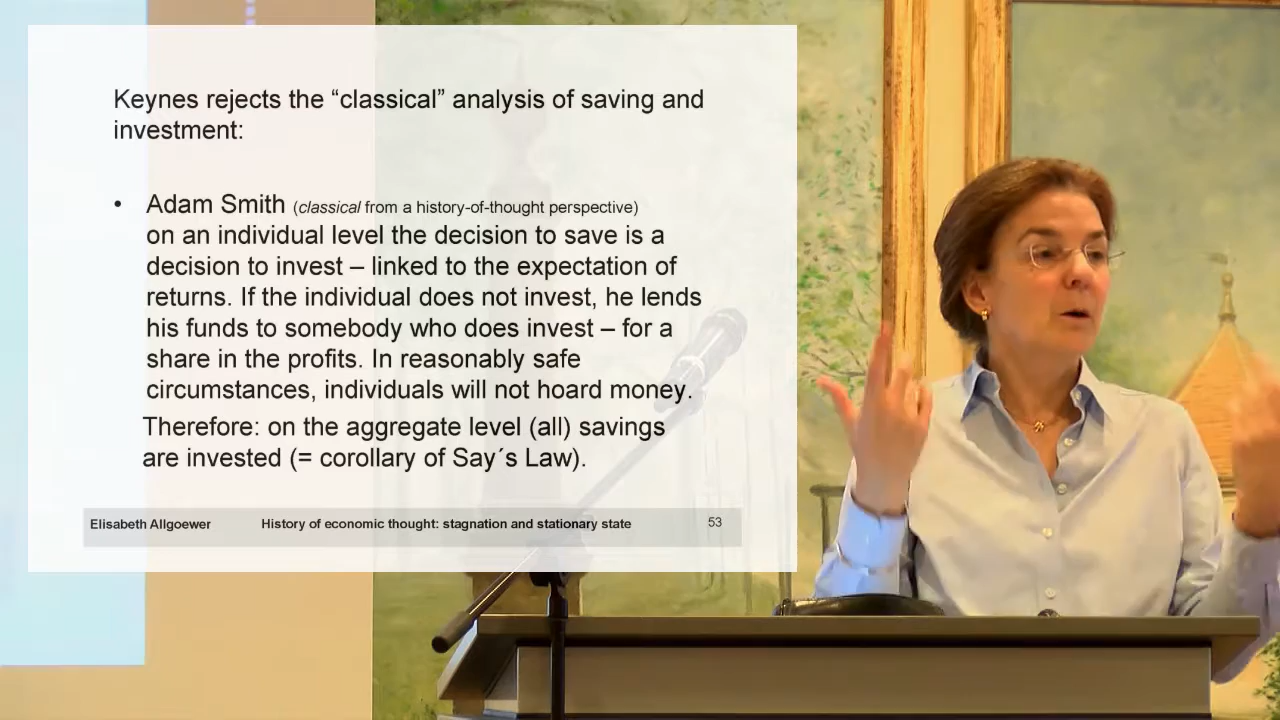 Keynes rejects the “classical” analysis of saving and
investment:
• Adam Smith (classical from a history-of-thought perspective)
on an individual level the decision to save is a
decision to invest – linked to the expectation of
returns. If the individual does not invest, he lends
his funds to somebody who does invest – for a
share in the profits. In reasonably safe
circumstances, individuals will not hoard money.
Therefore: on the aggregate level (all) savings
are invested (= corollary of Say´s Law).
Elisabeth Allgoewer History of economic thought: stagnation and stationary state 53